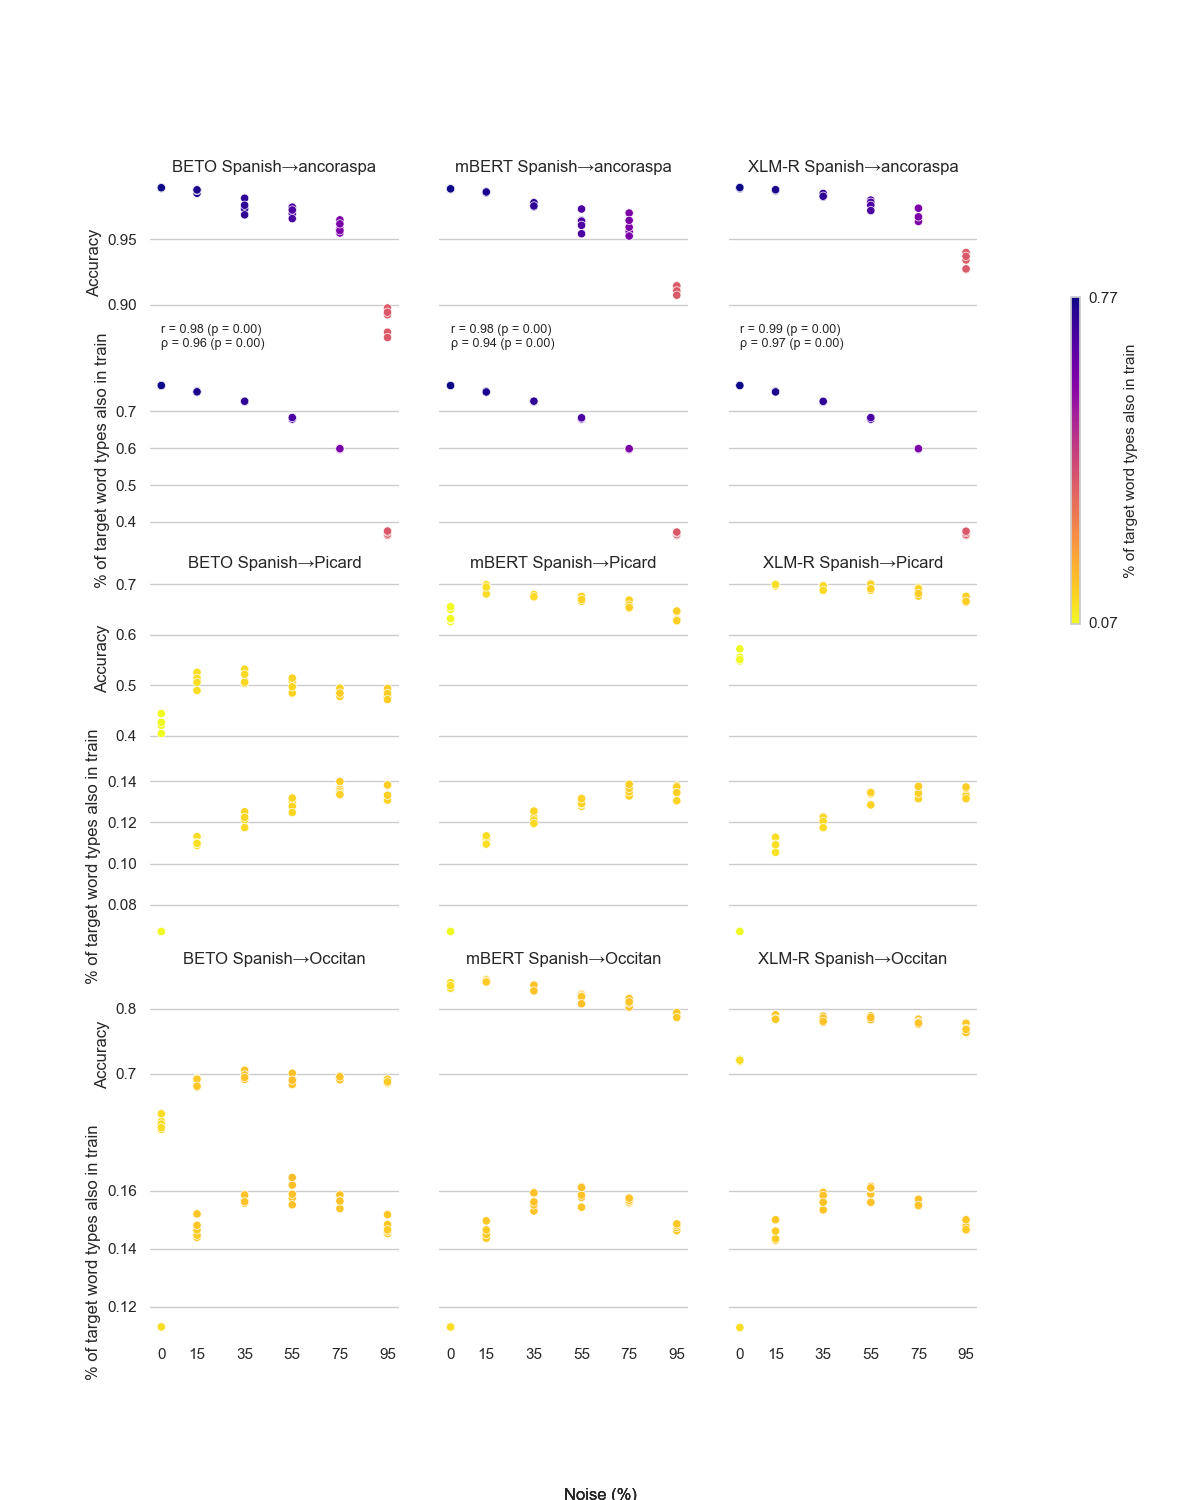 BETO Spanish→ancoraspa
mBERT Spanish→ancoraspa
XLM-R Spanish→ancoraspa
Accuracy
0.95
0.90
r = 0.98 (p = 0.00)
ρ = 0.96 (p = 0.00)
r = 0.98 (p = 0.00)
ρ = 0.94 (p = 0.00)
r = 0.99 (p = 0.00)
ρ = 0.97 (p = 0.00)
% of target word types also in train
0.7
0.6
0.5
0.4
BETO Spanish→Picard
mBERT Spanish→Picard
XLM-R Spanish→Picard
Accuracy
0.7
0.6
0.5
0.4
% of target word types also in train
0.14
0.12
0.10
0.08
BETO Spanish→Occitan
mBERT Spanish→Occitan
XLM-R Spanish→Occitan
Accuracy
0.8
0.7
% of target word types also in train
0.16
0.14
0.12
0 15 35 55 75 95
0 15 35 55 75 95
0 15 35 55 75 95
Noise (%)
0.77
0.07
% of target word types also in train